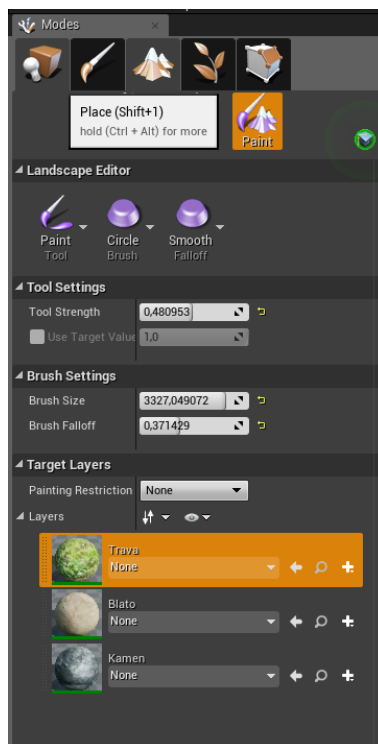 Modes
Place (Shift+1)
hold (Ctrl + Alt) for more
Paint
Landscape Editor
Paint Circle Smooth
Tool Brush Falloff
Tool Settings
Tool Strength 0,480953
Use Target Value 1,0
Brush Settings
Brush Size 3327,049072
Brush Falloff 0,371429
Target Layers
Painting Restriction None
Layers
Trava
None
Blato
None
Kamen
None